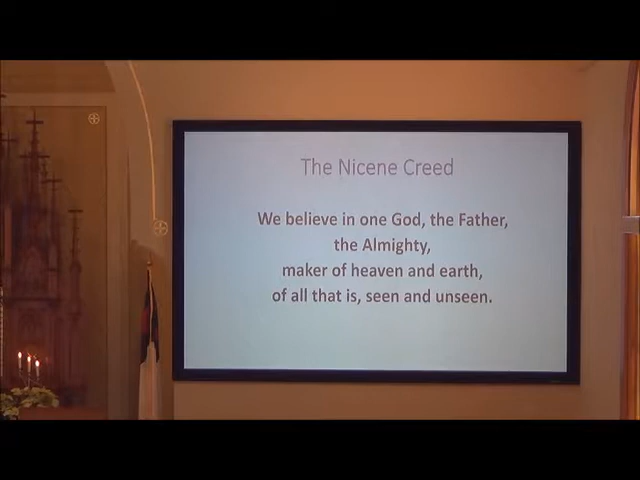 The Nicene Creed
We believe in one God, the Father,
the Almighty,
maker of heaven and earth,
of all that is, seen and unseen.